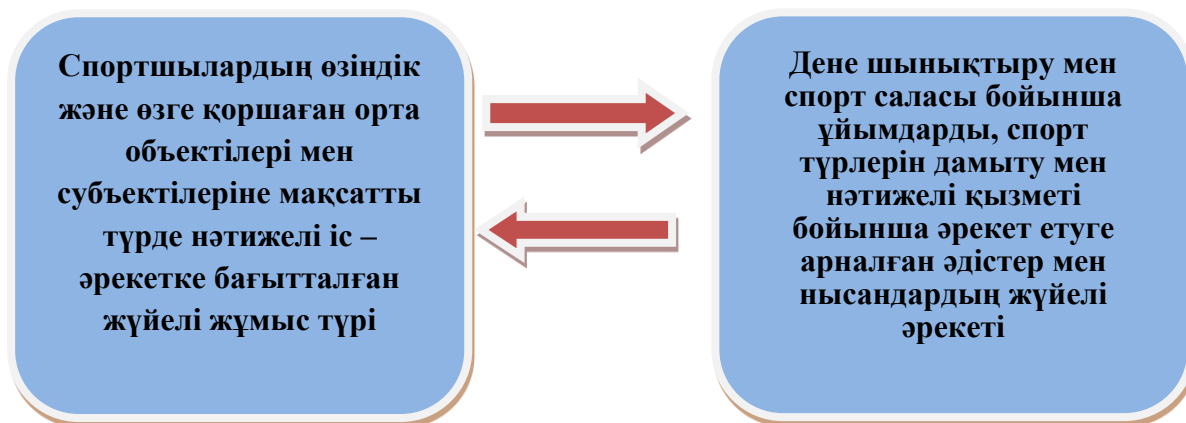 Спортшылардың өзіндік
және өзге қоршаған орта
объектілері мен
субъектілеріне мақсатты
түрде нәтижелі іс –
әрекетке бағытталған
жүйелі жұмыс түрі
Дене шынықтыру мен
спорт саласы бойынша
ұйымдарды, спорт
түрлерін дамыту мен
нәтижелі қызметі
бойынша әрекет етуге
арналған әдістер мен
нысандардың жүйелі
әрекеті